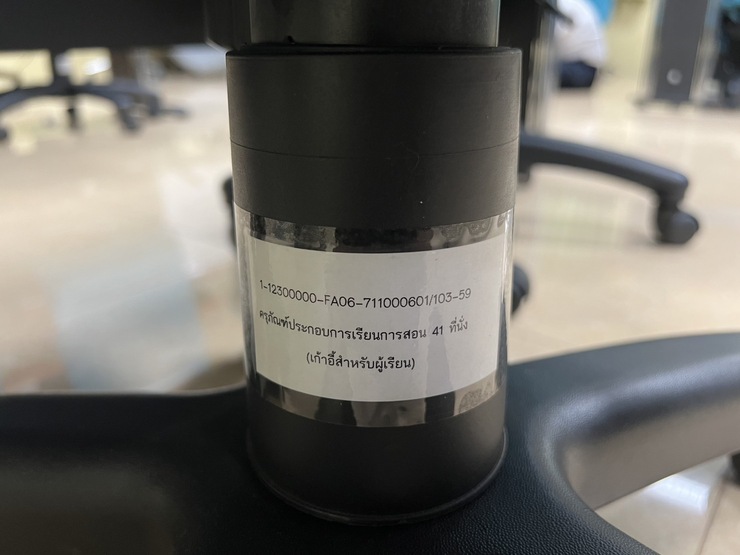 1-12300000-FA06-711000601/103-59
ครุภัณฑ์ประกอบการเรียนการสอน 41 ที่นั่ง
(เก้าอี้สำหรับผู้เรียน)